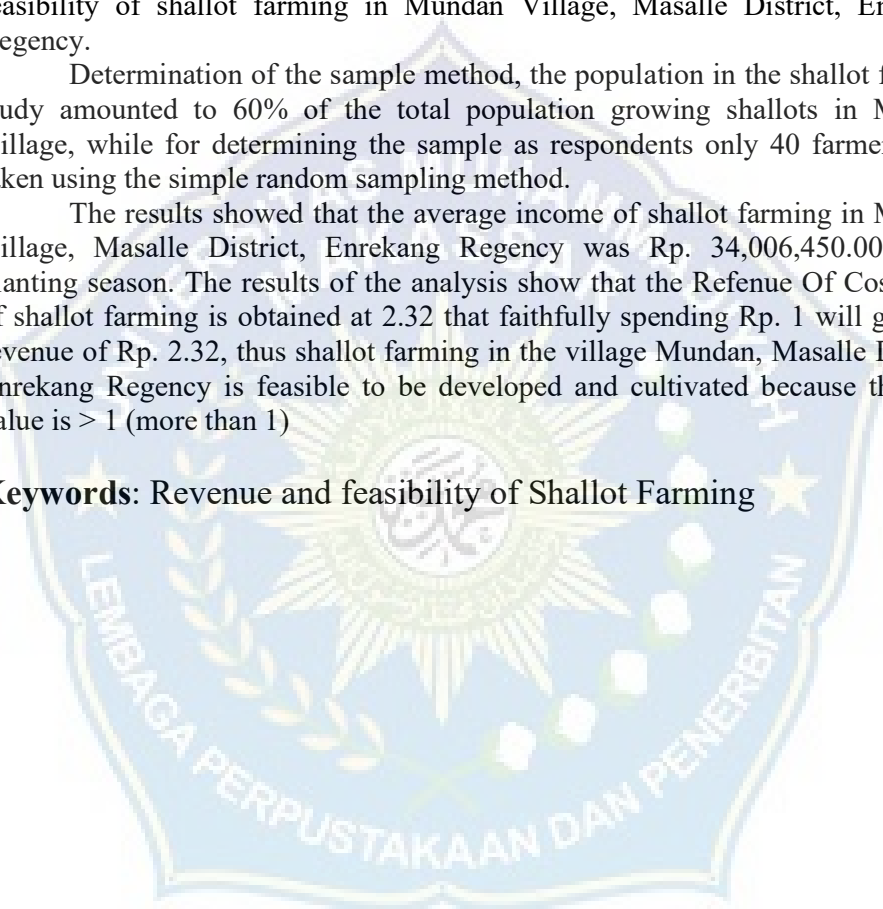 easibility of shallot farming in Mundan Village, Masalle District, En
egency.
Determination of the sample method, the population in the shallot f
udy amounted to 60% of the total population growing shallots in M
illage, while for determining the sample as respondents only 40 farmer
ken using the simple random sampling method.
The results showed that the average income of shallot farming in M
illage, Masalle District, Enrekang Regency was Rp. 34,006,450.00
lanting season. The results of the analysis show that the Refenue Of Cos
f shallot farming is obtained at 2.32 that faithfully spending Rp. 1 will g
evenue of Rp. 2.32, thus shallot farming in the village Mundan, Masalle D
nrekang Regency is feasible to be developed and cultivated because th
alue is > 1 (more than 1)
Keywords: Revenue and feasibility of Shallot Farming
UNIVERSITAS MUHAMMADIYAH
MAKASSAR
LEMBAGA PERPUSTAKAAN DAN PENERBITAN